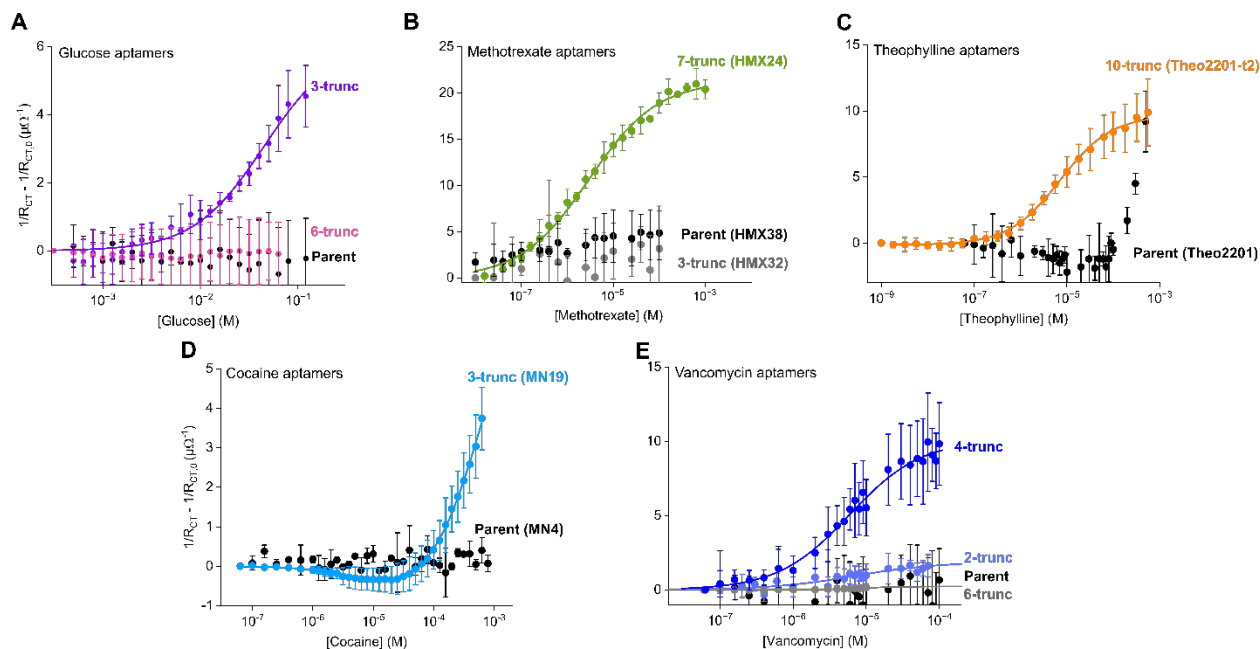 A
Glucose aptamers
3-trunc
6-trunc
Parent
1/R_CT - 1/R_CT,0 (μΩ⁻¹)
6
4
2
0
10⁻³
10⁻²
10⁻¹
[Glucose] (M)
B
Methotrexate aptamers
7-trunc (HMX24)
Parent (HMX38)
3-trunc (HMX32)
25
20
15
10
5
0
10⁻⁷
10⁻⁵
10⁻³
[Methotrexate] (M)
C
Theophylline aptamers
10-trunc (Theo2201-t2)
Parent (Theo2201)
15
10
5
0
10⁻⁹
10⁻⁷
10⁻⁵
10⁻³
[Theophylline] (M)
D
Cocaine aptamers
3-trunc (MN19)
Parent (MN4)
1/R_CT - 1/R_CT,0 (μΩ⁻¹)
5
4
3
2
1
0
-1
10⁻⁷
10⁻⁶
10⁻⁵
10⁻⁴
10⁻³
[Cocaine] (M)
E
Vancomycin aptamers
4-trunc
2-trunc
Parent
6-trunc
15
10
5
0
10⁻⁷
10⁻⁶
10⁻⁵
10⁻⁴
[Vancomycin] (M)